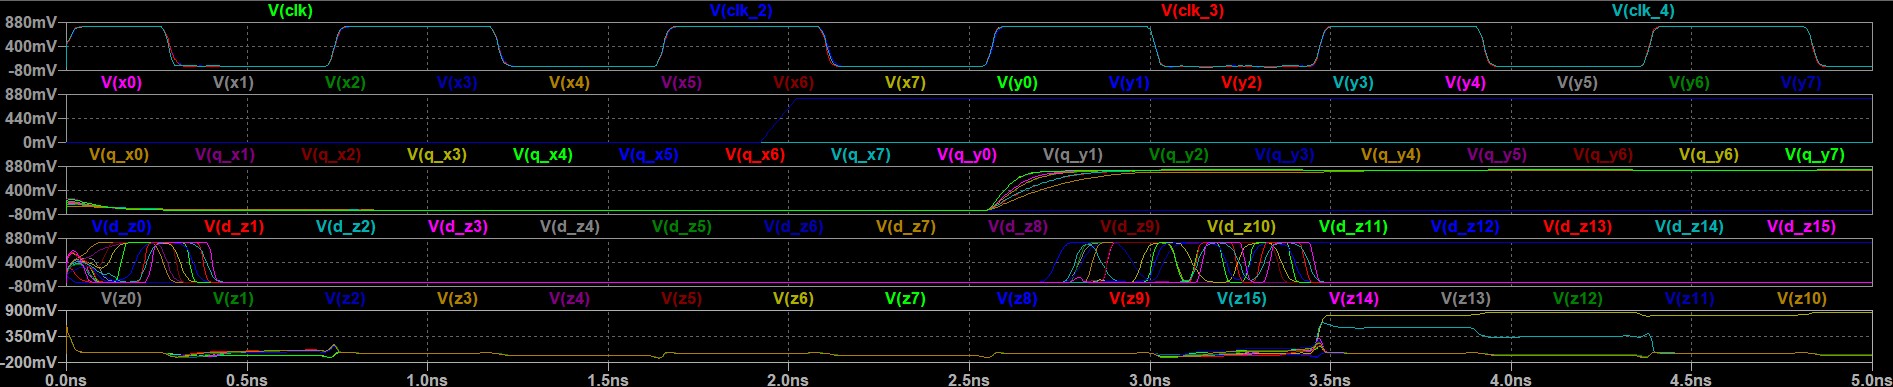 V(clk) V(clk_2) V(clk_3) V(clk_4)
880mV
400mV
-80mV
V(x0) V(x1) V(x2) V(x3) V(x4) V(x5) V(x6) V(x7) V(y0) V(y1) V(y2) V(y3) V(y4) V(y5) V(y6) V(y7)
880mV
440mV
0mV
V(q_x0) V(q_x1) V(q_x2) V(q_x3) V(q_x4) V(q_x5) V(q_x6) V(q_x7) V(q_y0) V(q_y1) V(q_y2) V(q_y3) V(q_y4) V(q_y5) V(q_y6) V(q_y6) V(q_y7)
880mV
400mV
-80mV
V(d_z0) V(d_z1) V(d_z2) V(d_z3) V(d_z4) V(d_z5) V(d_z6) V(d_z7) V(d_z8) V(d_z9) V(d_z10) V(d_z11) V(d_z12) V(d_z13) V(d_z14) V(d_z15)
880mV
400mV
-80mV
V(z0) V(z1) V(z2) V(z3) V(z4) V(z5) V(z6) V(z7) V(z8) V(z9) V(z15) V(z14) V(z13) V(z12) V(z11) V(z10)
900mV
350mV
-200mV
0.0ns 0.5ns 1.0ns 1.5ns 2.0ns 2.5ns 3.0ns 3.5ns 4.0ns 4.5ns 5.0ns